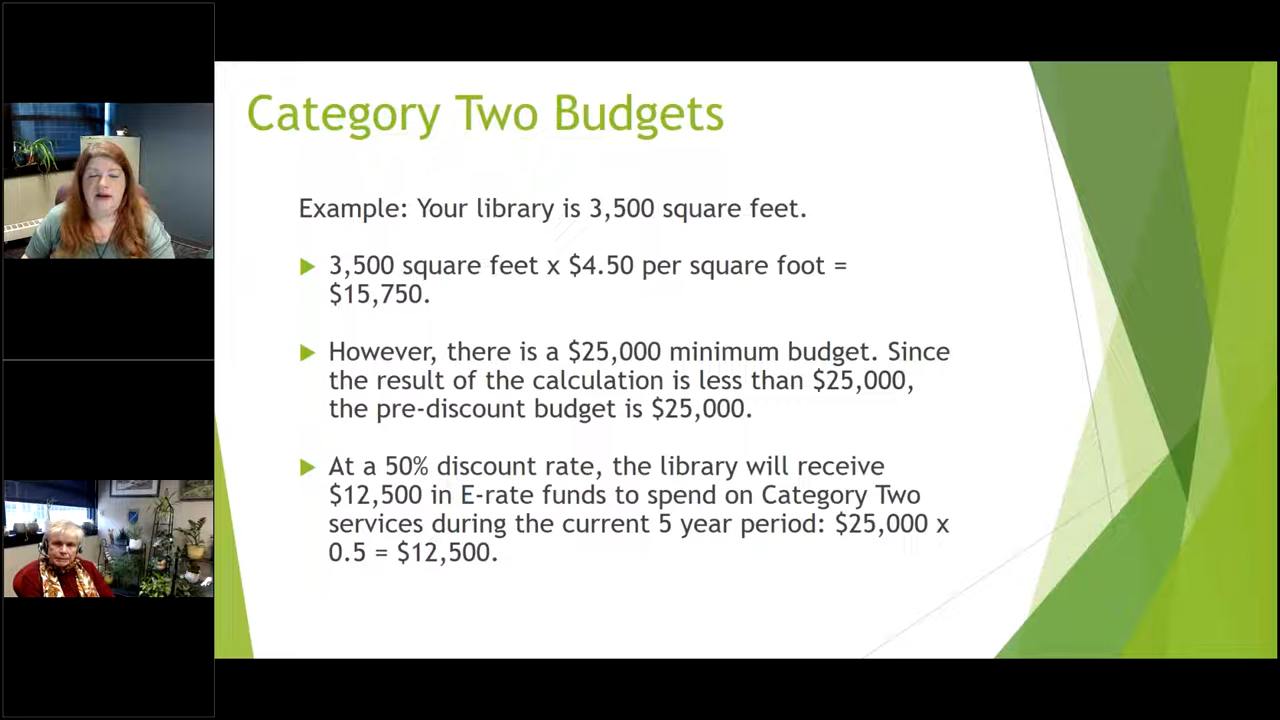 Category Two Budgets
Example: Your library is 3,500 square feet.
3,500 square feet x $4.50 per square foot =
$15,750.
However, there is a $25,000 minimum budget. Since
the result of the calculation is less than $25,000,
the pre-discount budget is $25,000.
At a 50% discount rate, the library will receive
$12,500 in E-rate funds to spend on Category Two
services during the current 5 year period: $25,000 x
0.5 = $12,500.